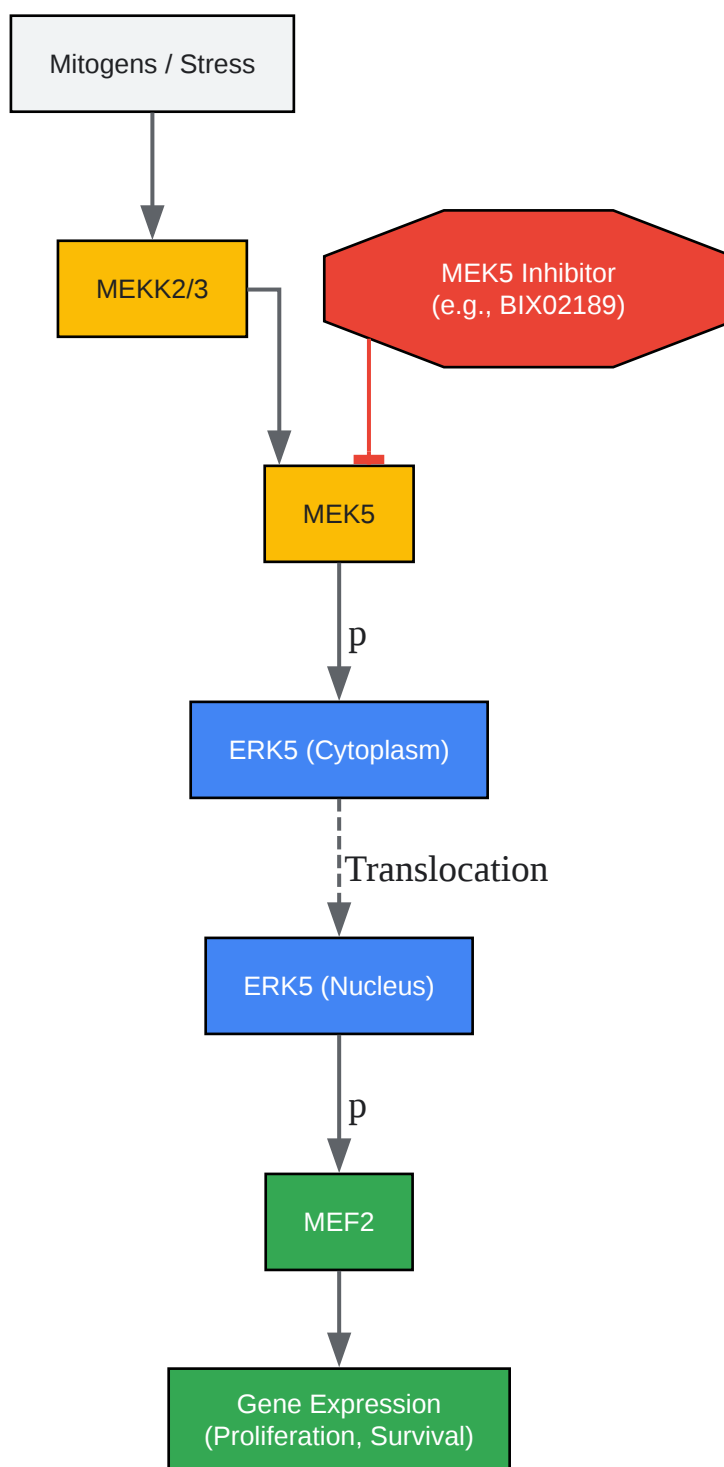 Mitogens / Stress
MEKK2/3
MEK5 Inhibitor
(e.g., BIX02189)
MEK5
p
ERK5 (Cytoplasm)
Translocation
ERK5 (Nucleus)
p
MEF2
Gene Expression
(Proliferation, Survival)